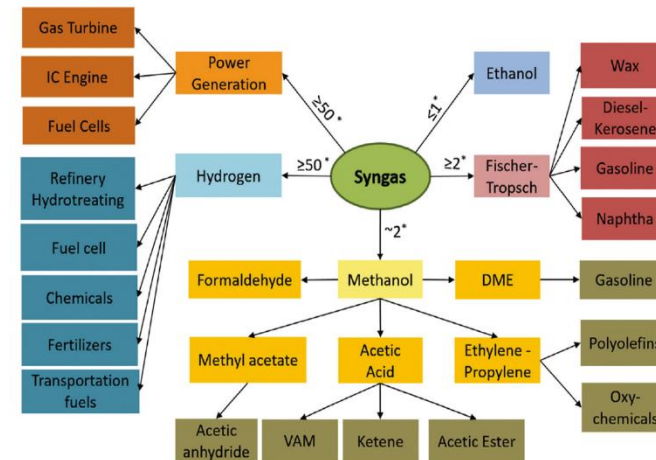 Gas Turbine
IC Engine
Fuel Cells
Power
Generation
≥50*
≤1*
Ethanol
Wax
Diesel-
Kerosene
Gasoline
Naphtha
Refinery
Hydrotreating
Fuel cell
Chemicals
Fertilizers
Transportation
fuels
Hydrogen
≥50*
Syngas
≥2*
Fischer-
Tropsch
~2*
Formaldehyde
Methanol
DME
Gasoline
Methyl acetate
Acetic
Acid
Ethylene -
Propylene
Polyolefins
Oxy-
chemicals
Acetic
anhydride
VAM
Ketene
Acetic Ester